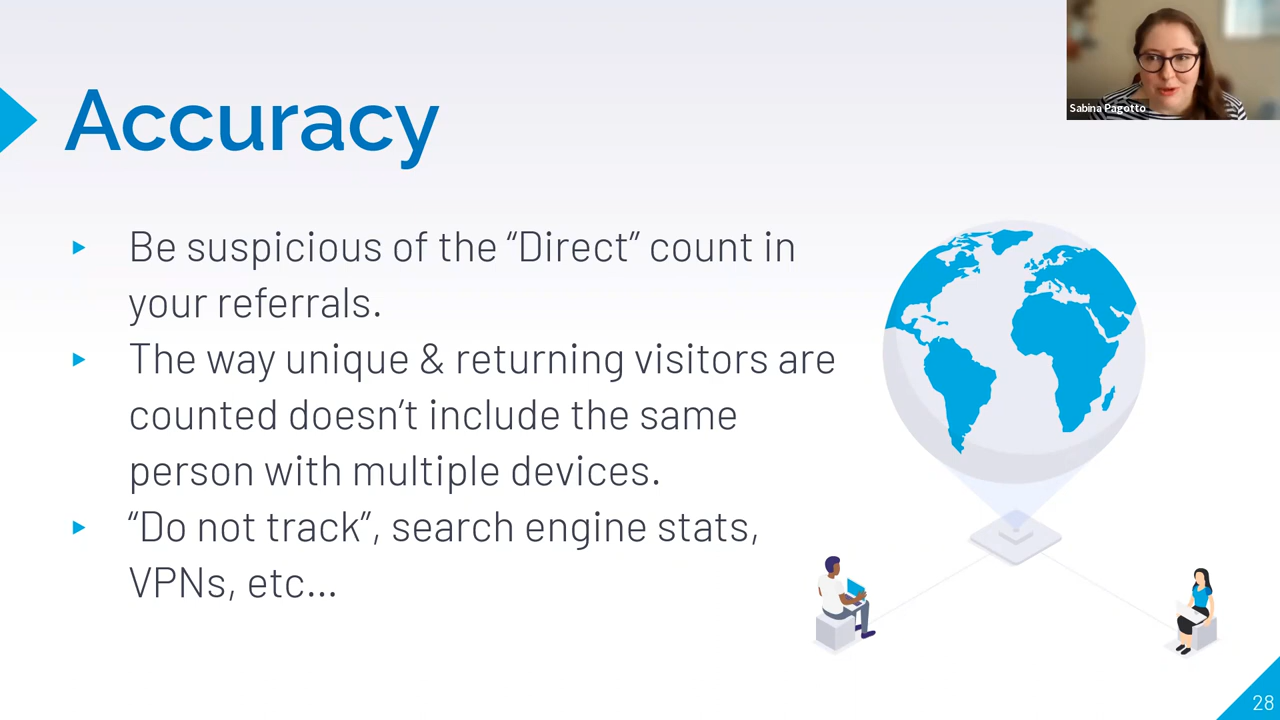 Sabina Pagotto
Accuracy
▸ Be suspicious of the “Direct” count in
your referrals.
▸ The way unique & returning visitors are
counted doesn’t include the same
person with multiple devices.
▸ “Do not track”, search engine stats,
VPNs, etc...
28